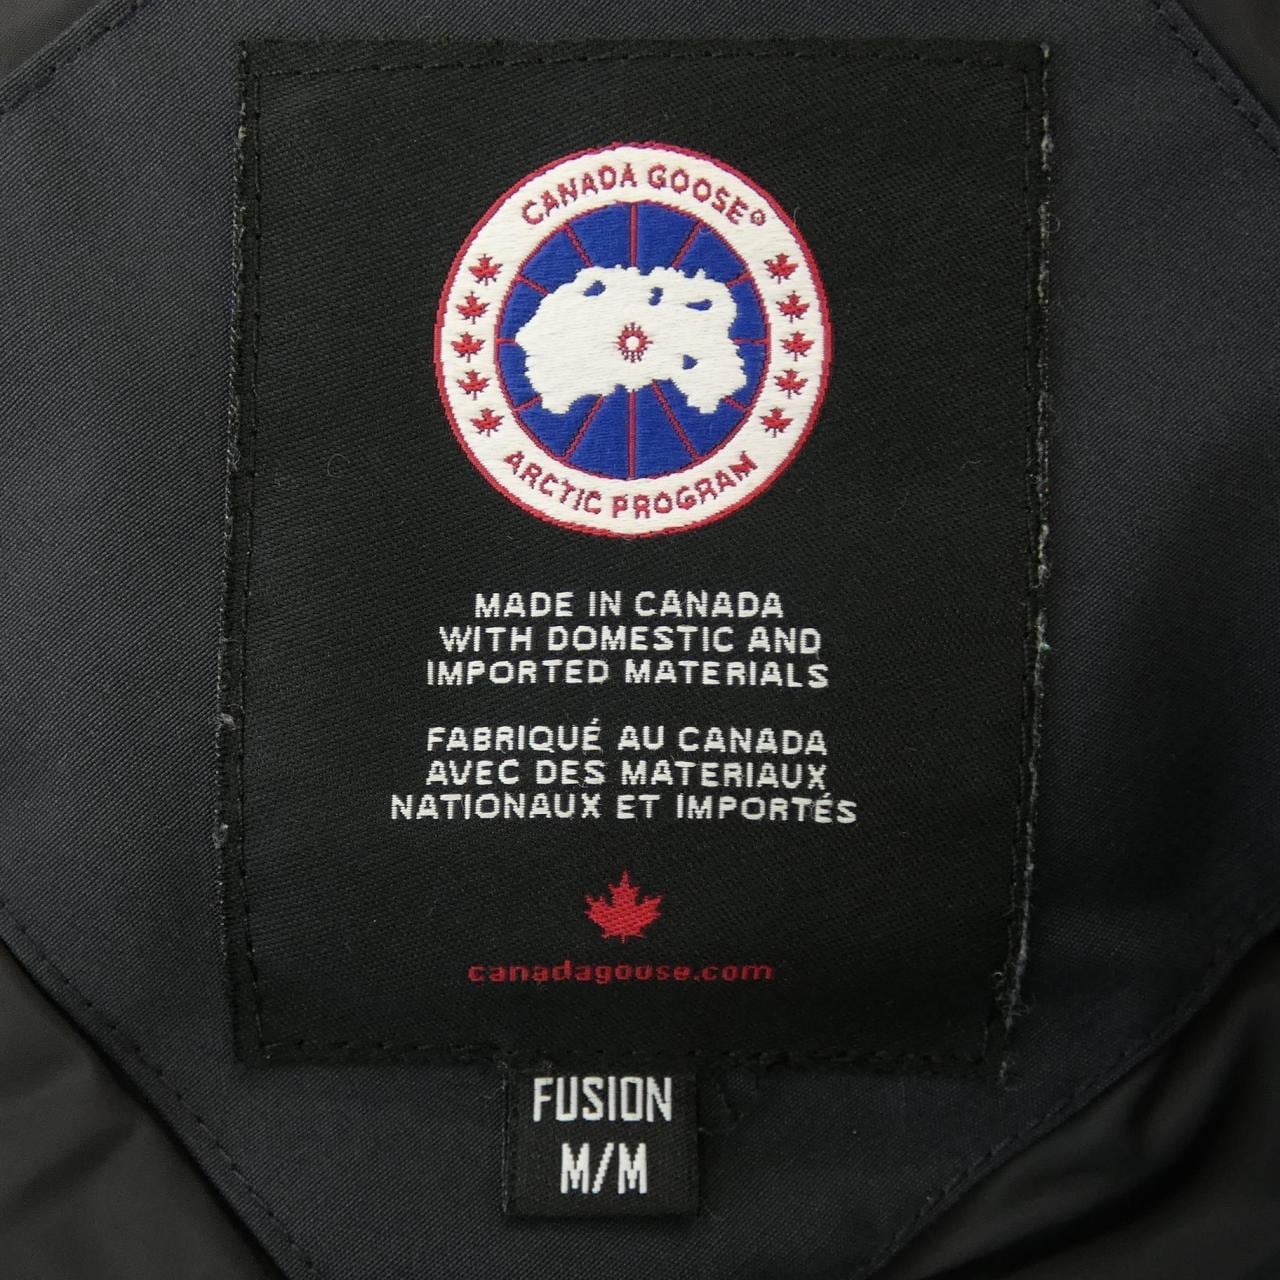 CANADA GOOSE®
ARCTIC PROGRAM
MADE IN CANADA
WITH DOMESTIC AND
IMPORTED MATERIALS
FABRIQUÉ AU CANADA
AVEC DES MATERIAUX
NATIONAUX ET IMPORTÉS
canadagouse.com
FUSION
M/M